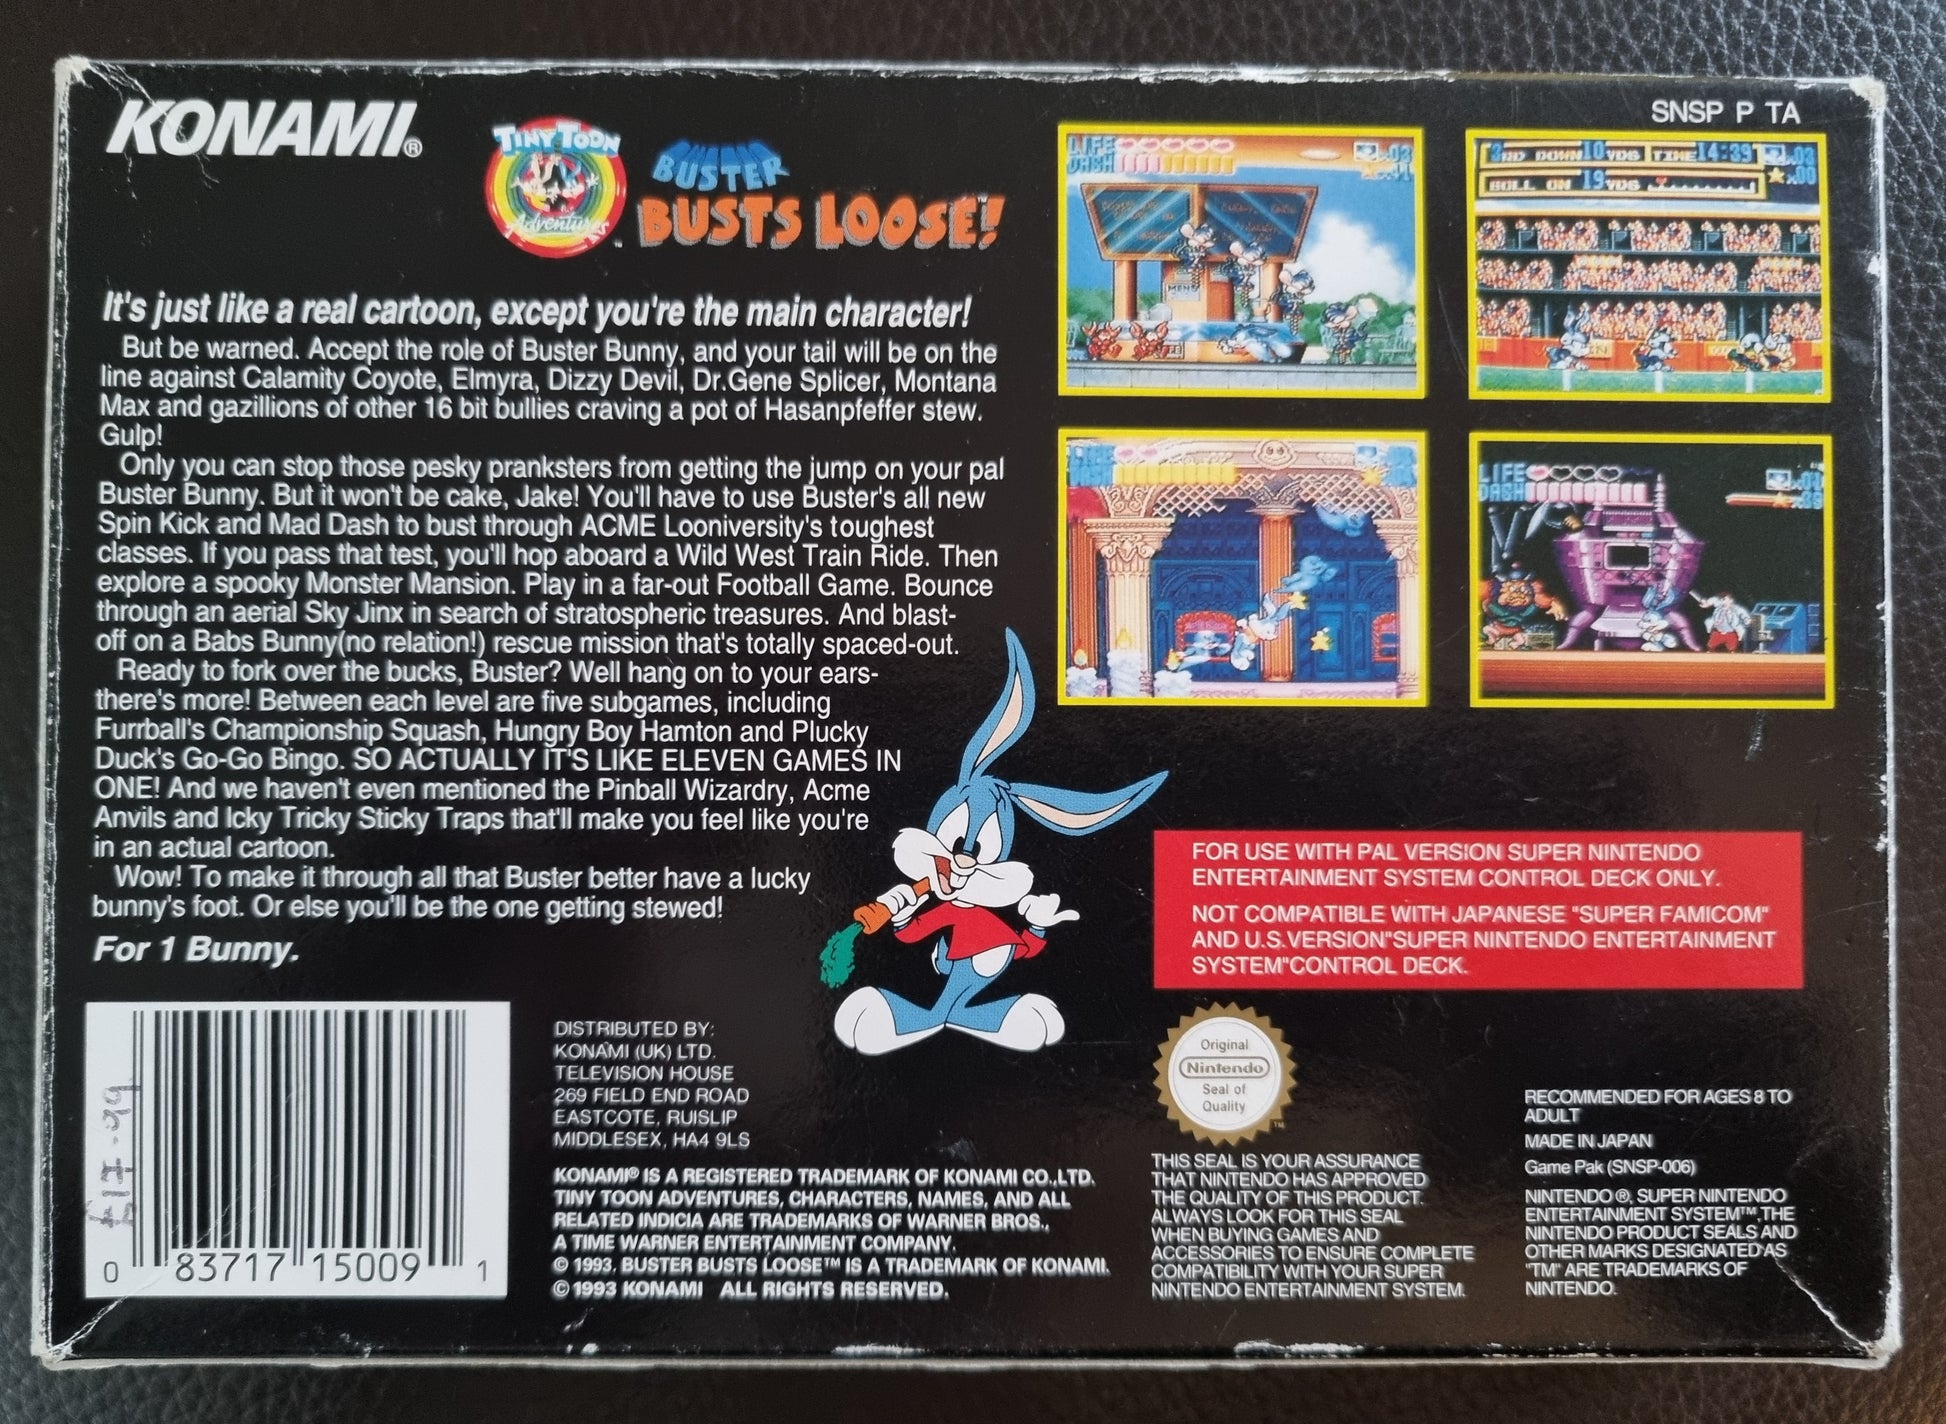 KONAMI®
SNSP P TA
TINY TOON
Adventures
BUSTER
BUSTS LOOSE!™
It's just like a real cartoon, except you're the main character!
But be warned. Accept the role of Buster Bunny, and your tail will be on the
line against Calamity Coyote, Elmyra, Dizzy Devil, Dr.Gene Splicer, Montana
Max and gazillions of other 16 bit bullies craving a pot of Hasanpfeffer stew.
Gulp!
Only you can stop those pesky pranksters from getting the jump on your pal
Buster Bunny. But it won't be cake, Jake! You'll have to use Buster's all new
Spin Kick and Mad Dash to bust through ACME Looniversity's toughest
classes. If you pass that test, you'll hop aboard a Wild West Train Ride. Then
explore a spooky Monster Mansion. Play in a far-out Football Game. Bounce
through an aerial Sky Jinx in search of stratospheric treasures. And blast-
off on a Babs Bunny(no relation!) rescue mission that's totally spaced-out.
Ready to fork over the bucks, Buster? Well hang on to your ears-
there's more! Between each level are five subgames, including
Furrball's Championship Squash, Hungry Boy Hamton and Plucky
Duck's Go-Go Bingo. SO ACTUALLY IT'S LIKE ELEVEN GAMES IN
ONE! And we haven't even mentioned the Pinball Wizardry, Acme
Anvils and Icky Tricky Sticky Traps that'll make you feel like you're
in an actual cartoon.
Wow! To make it through all that Buster better have a lucky
bunny's foot. Or else you'll be the one getting stewed!
For 1 Bunny.
LIFE
DASH
MENU
3RD DOWN 10 YDS TIME 14:39
BALL ON 19 YDS
LIFE
DASH
FOR USE WITH PAL VERSION SUPER NINTENDO
ENTERTAINMENT SYSTEM CONTROL DECK ONLY.
NOT COMPATIBLE WITH JAPANESE "SUPER FAMICOM"
AND U.S.VERSION"SUPER NINTENDO ENTERTAINMENT
SYSTEM"CONTROL DECK.
£17-99
0 83717 15009 1
DISTRIBUTED BY:
KONAMI (UK) LTD.
TELEVISION HOUSE
269 FIELD END ROAD
EASTCOTE, RUISLIP
MIDDLESEX, HA4 9LS
KONAMI® IS A REGISTERED TRADEMARK OF KONAMI CO.,LTD.
TINY TOON ADVENTURES, CHARACTERS, NAMES, AND ALL
RELATED INDICIA ARE TRADEMARKS OF WARNER BROS.,
A TIME WARNER ENTERTAINMENT COMPANY.
© 1993. BUSTER BUSTS LOOSE™ IS A TRADEMARK OF KONAMI.
© 1993 KONAMI ALL RIGHTS RESERVED.
Original
Nintendo
Seal of
Quality
TM
THIS SEAL IS YOUR ASSURANCE
THAT NINTENDO HAS APPROVED
THE QUALITY OF THIS PRODUCT.
ALWAYS LOOK FOR THIS SEAL
WHEN BUYING GAMES AND
ACCESSORIES TO ENSURE COMPLETE
COMPATIBILITY WITH YOUR SUPER
NINTENDO ENTERTAINMENT SYSTEM.
RECOMMENDED FOR AGES 8 TO
ADULT
MADE IN JAPAN
Game Pak (SNSP-006)
NINTENDO ®, SUPER NINTENDO
ENTERTAINMENT SYSTEM™,THE
NINTENDO PRODUCT SEALS AND
OTHER MARKS DESIGNATED AS
"TM" ARE TRADEMARKS OF
NINTENDO.